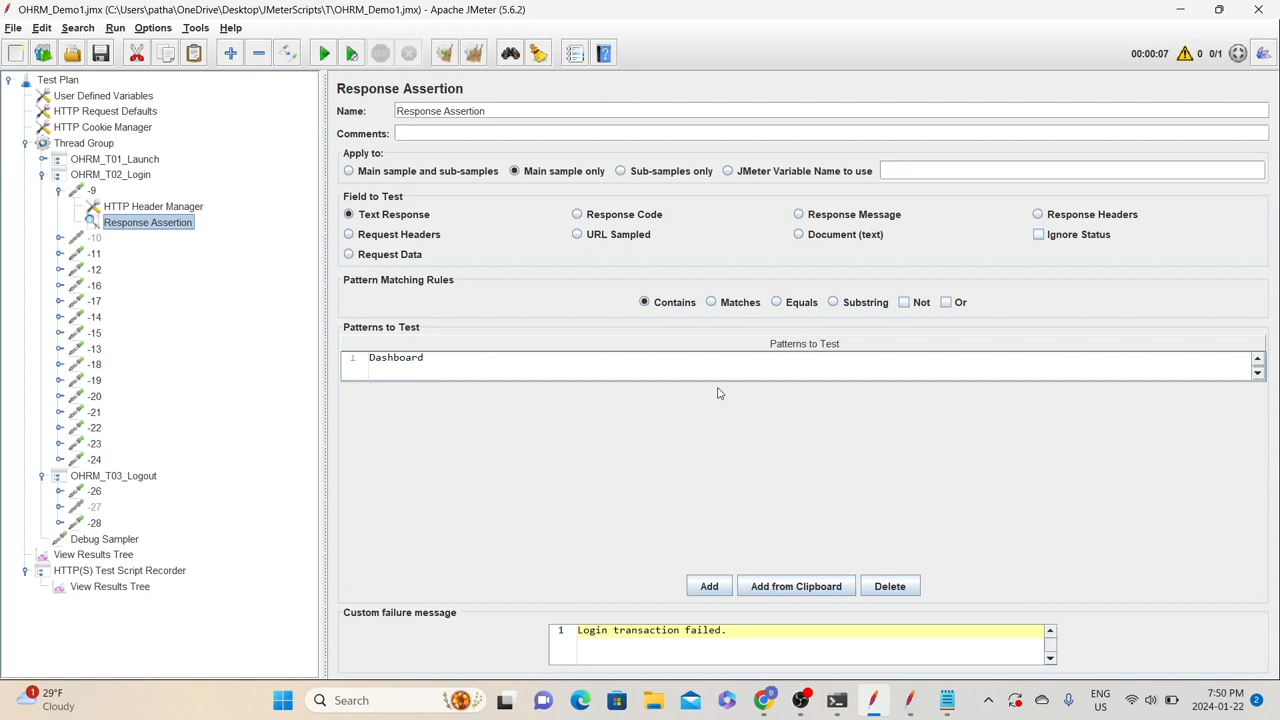 OHRM_Demo1.jmx (C:\Users\patha\OneDrive\Desktop\JMeterScripts\T\OHRM_Demo1.jmx) - Apache JMeter (5.6.2)
File Edit Search Run Options Tools Help
00:00:07 0 0/1
Test Plan
User Defined Variables
HTTP Request Defaults
HTTP Cookie Manager
Thread Group
OHRM_T01_Launch
OHRM_T02_Login
-9
HTTP Header Manager
Response Assertion
-10
-11
-12
-16
-17
-14
-15
-13
-18
-19
-20
-21
-22
-23
-24
OHRM_T03_Logout
-26
-27
-28
Debug Sampler
View Results Tree
HTTP(S) Test Script Recorder
View Results Tree
Response Assertion
Name: Response Assertion
Comments:
Apply to:
Main sample and sub-samples Main sample only Sub-samples only JMeter Variable Name to use
Field to Test
Text Response Response Code Response Message Response Headers
Request Headers URL Sampled Document (text) Ignore Status
Request Data
Pattern Matching Rules
Contains Matches Equals Substring Not Or
Patterns to Test
Patterns to Test
1 Dashboard
Add Add from Clipboard Delete
Custom failure message
1 Login transaction failed.
1 29°F
Cloudy
Search
B
ENG
US
7:50 PM
2024-01-22
2